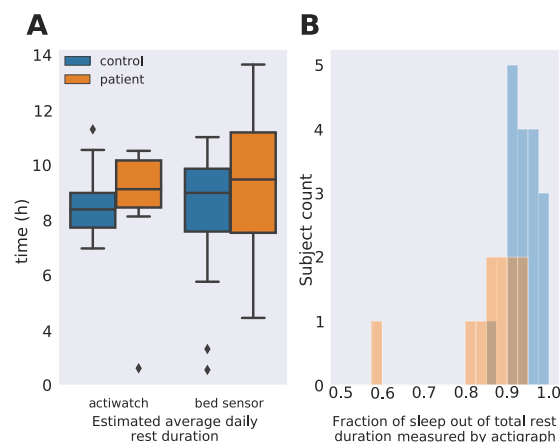 A
B
14
12
10
8
6
4
2
0
time (h)
control
patient
actiwatch
bed sensor
Estimated average daily
rest duration
5
4
3
2
1
0
Subject count
0.5 0.6 0.7 0.8 0.9 1.0
Fraction of sleep out of total rest
duration measured by actigraph